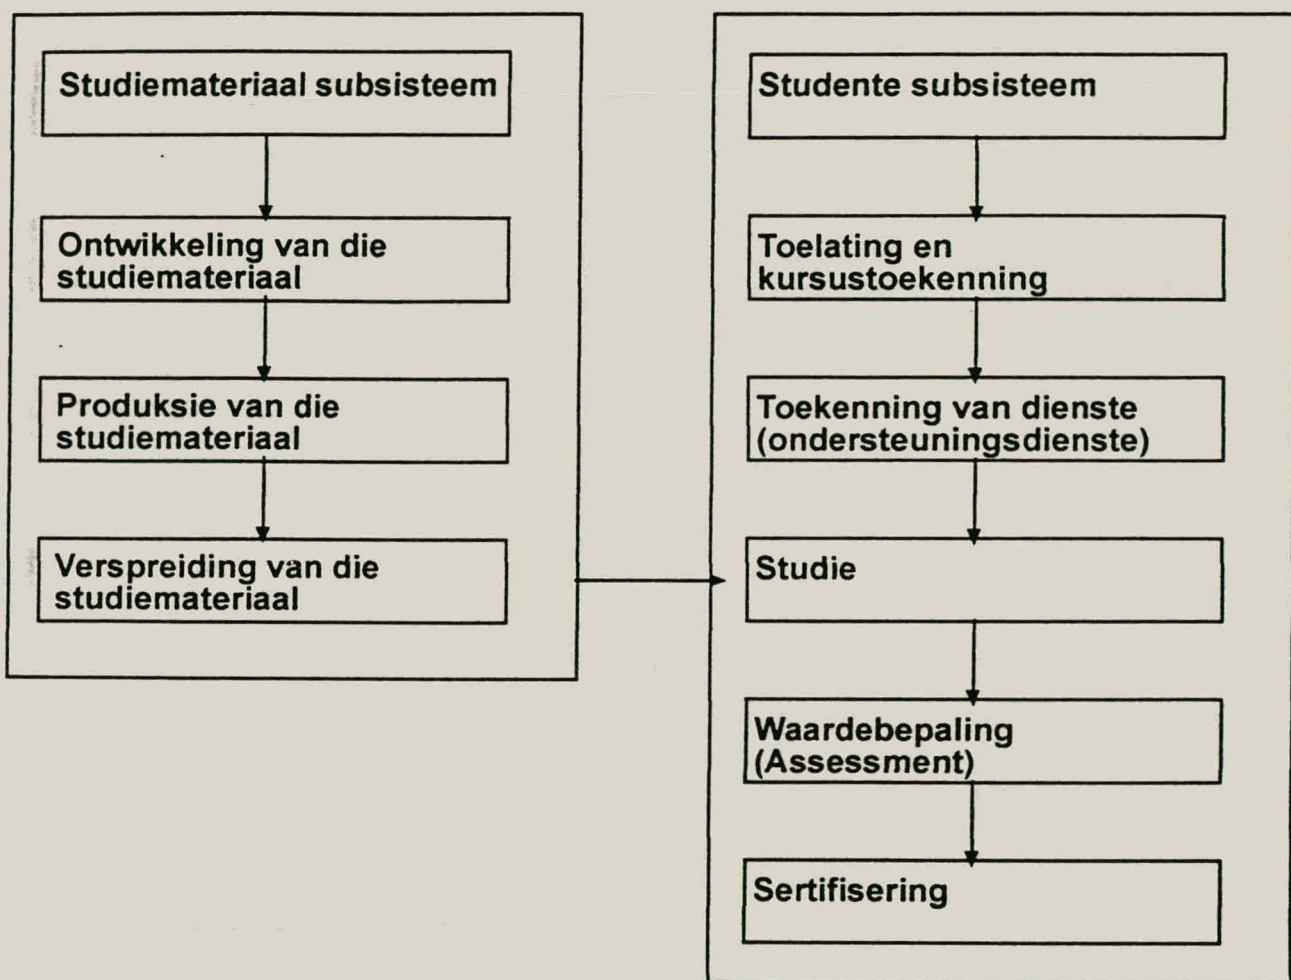 Studiemateriaal subsisteem
Ontwikkeling van die
studiemateriaal
Produksie van die
studiemateriaal
Verspreiding van die
studiemateriaal
Studente subsisteem
Toelating en
kursustoekenning
Toekenning van dienste
(ondersteuningsdienste)
Studie
Waardebepaling
(Assessment)
Sertifisering